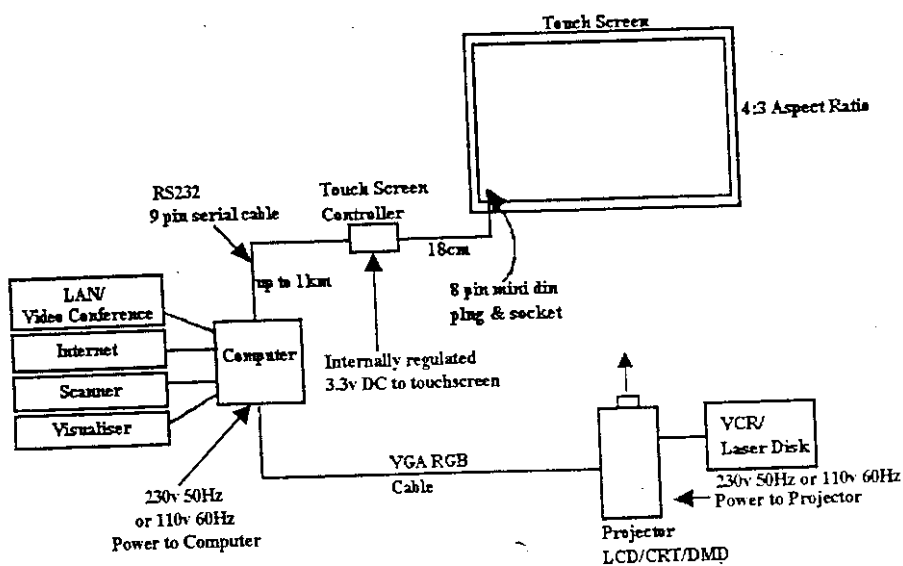 Touch Screen
4:3 Aspect Ratio
RS232
9 pin serial cable
Touch Screen
Controller
18cm
up to 1km
8 pin mini din
plug & socket
LAN/
Video Conference
Internet
Scanner
Visualiser
Computer
Internally regulated
3.3v DC to touchscreen
VGA RGB
Cable
VCR/
Laser Disk
230v 50Hz or 110v 60Hz
Power to Projector
230v 50Hz
or 110v 60Hz
Power to Computer
Projector
LCD/CRT/DMD